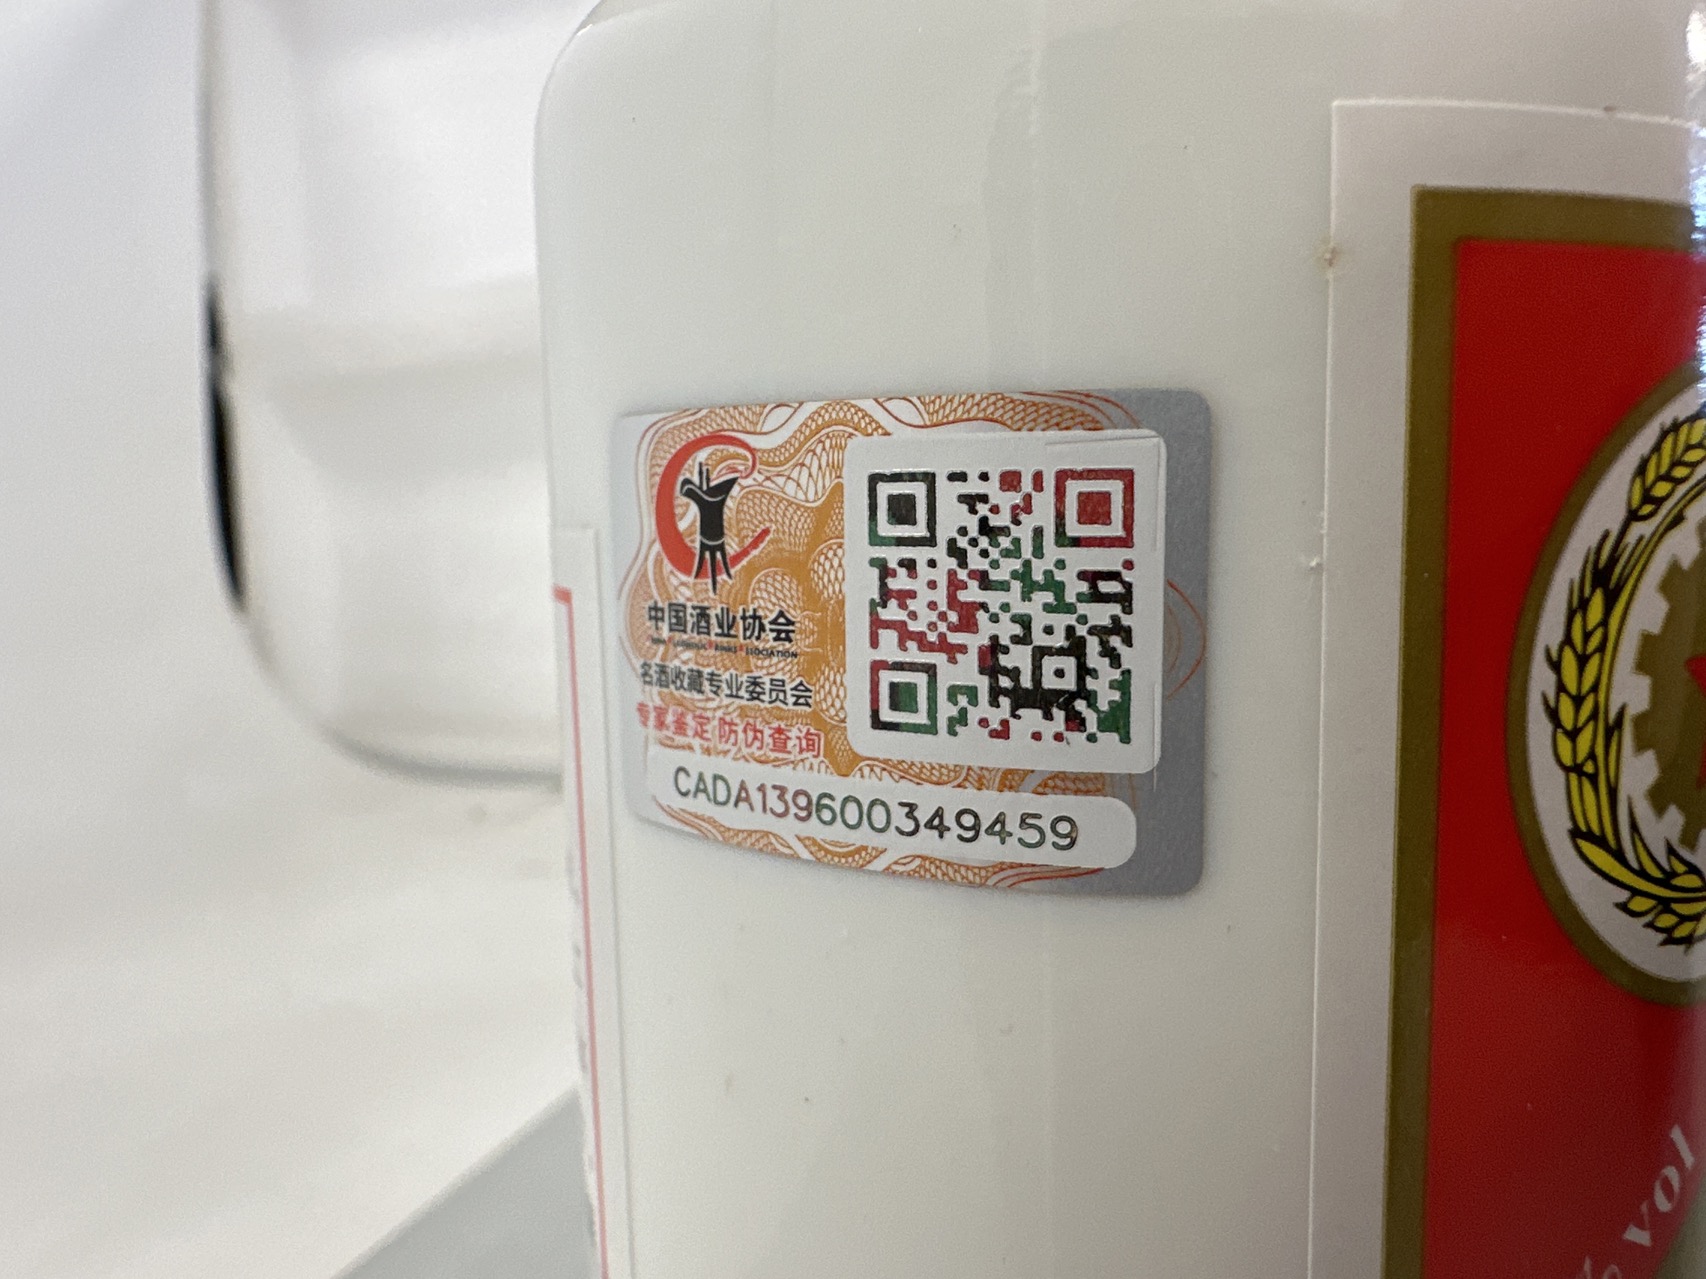 中国酒业协会
名酒收藏专业委员会
专家鉴定 防伪查询
CADA139600349459
% vol